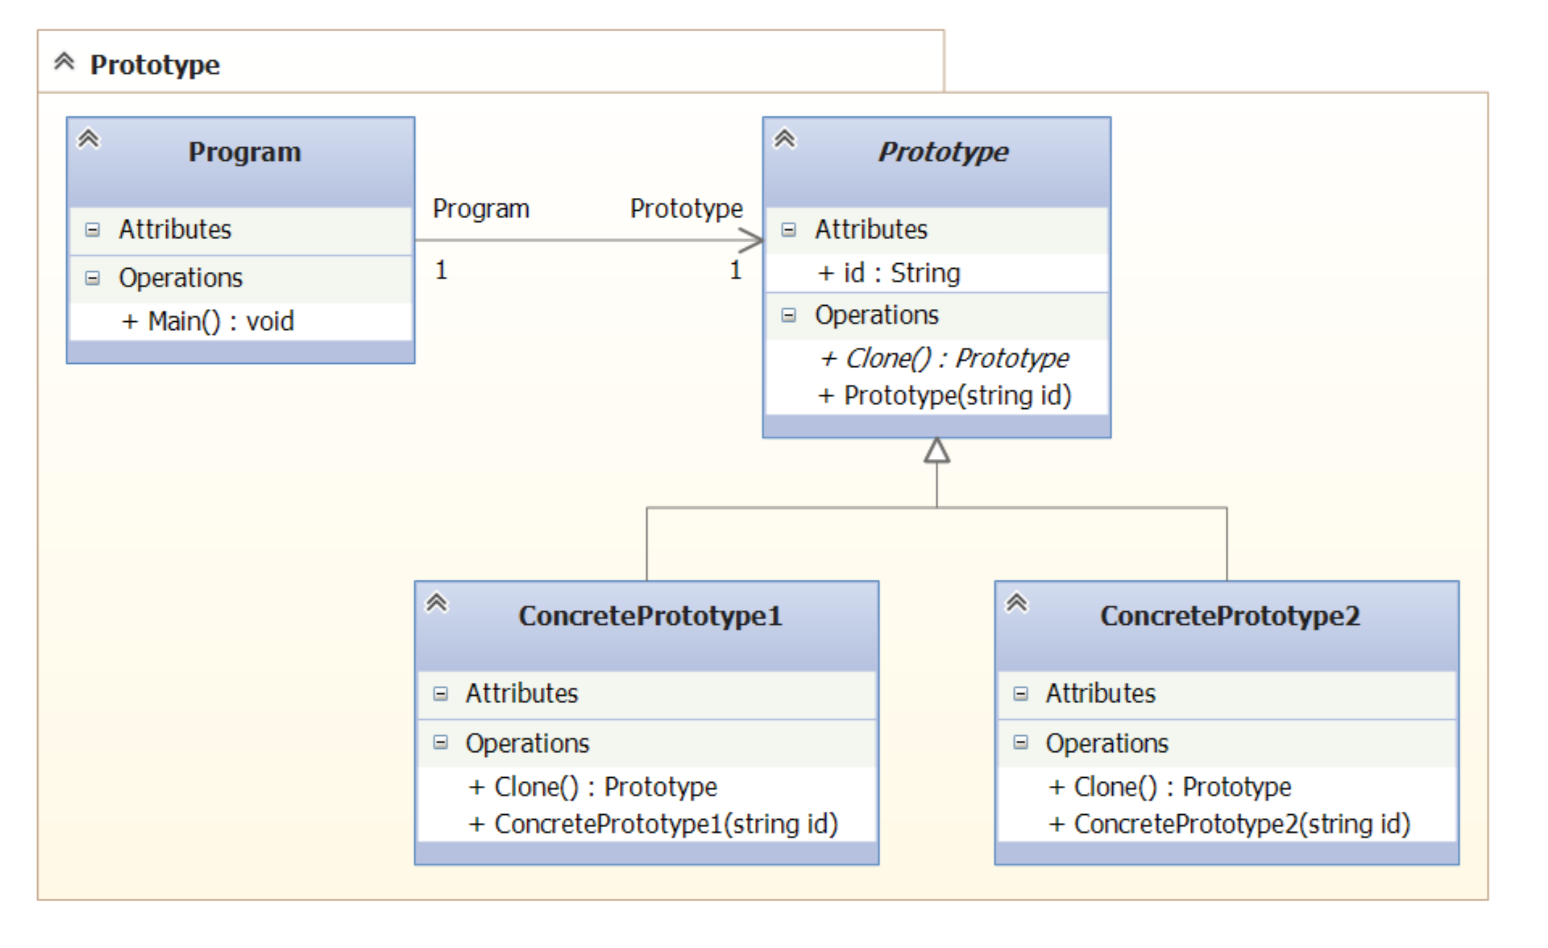 Prototype
Program
Attributes
Operations
+ Main() : void
Program
Prototype
1
1
Prototype
Attributes
+ id : String
Operations
+ Clone() : Prototype
+ Prototype(string id)
ConcretePrototype1
Attributes
Operations
+ Clone() : Prototype
+ ConcretePrototype1(string id)
ConcretePrototype2
Attributes
Operations
+ Clone() : Prototype
+ ConcretePrototype2(string id)